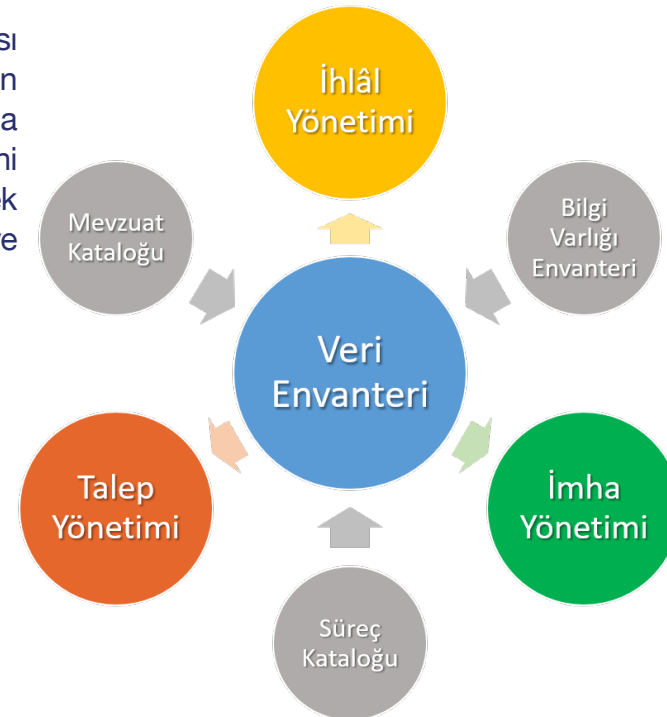 İhlâl
Yönetimi
Mevzuat
Kataloğu
Bilgi
Varlığı
Envanteri
Veri
Envanteri
Talep
Yönetimi
İmha
Yönetimi
Süreç
Kataloğu